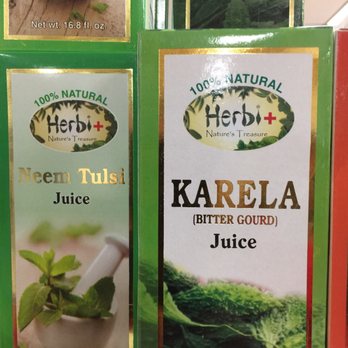 Net wt. 16.8 fl. oz.
100% NATURAL
Herbi+
Nature's Treasure
Neem Tulsi
Juice
100% NATURAL
Herbi+
Nature's Treasure
KARELA
(BITTER GOURD)
Juice